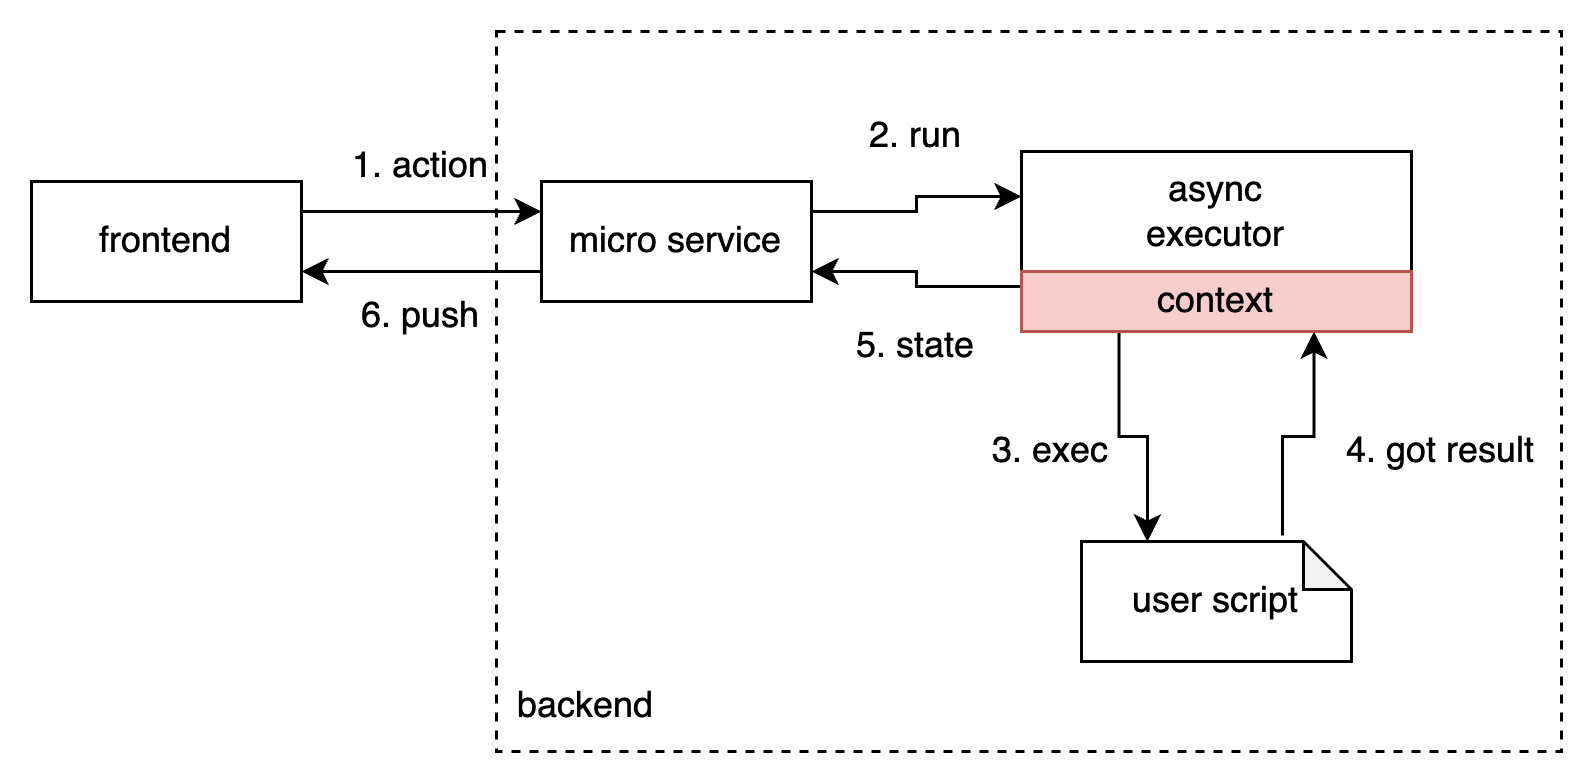 2. run
1. action
async
executor
frontend
micro service
context
6. push
5. state
3. exec
4. got result
user script
backend